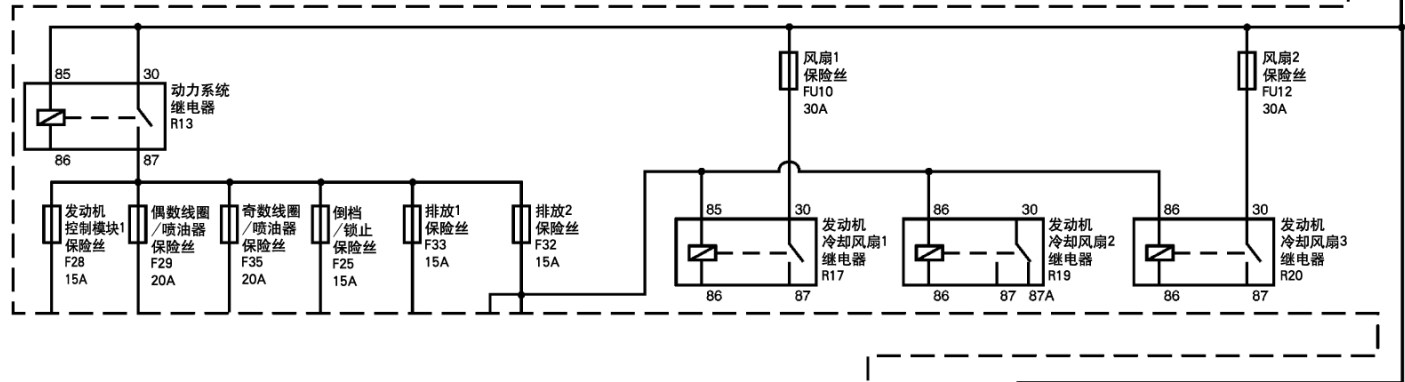 85
30
动力系统
继电器
R13
86
87
风扇1
保险丝
FU10
30A
风扇2
保险丝
FU12
30A
发动机
控制模块1
保险丝
F28
15A
偶数线圈
/喷油器
保险丝
F29
20A
奇数线圈
/喷油器
保险丝
F35
20A
倒档
/锁止
保险丝
F25
15A
排放1
保险丝
F33
15A
排放2
保险丝
F32
15A
85
30
发动机
冷却风扇1
继电器
R17
86
87
86
30
发动机
冷却风扇2
继电器
R19
86
87
87A
86
30
发动机
冷却风扇3
继电器
R20
86
87